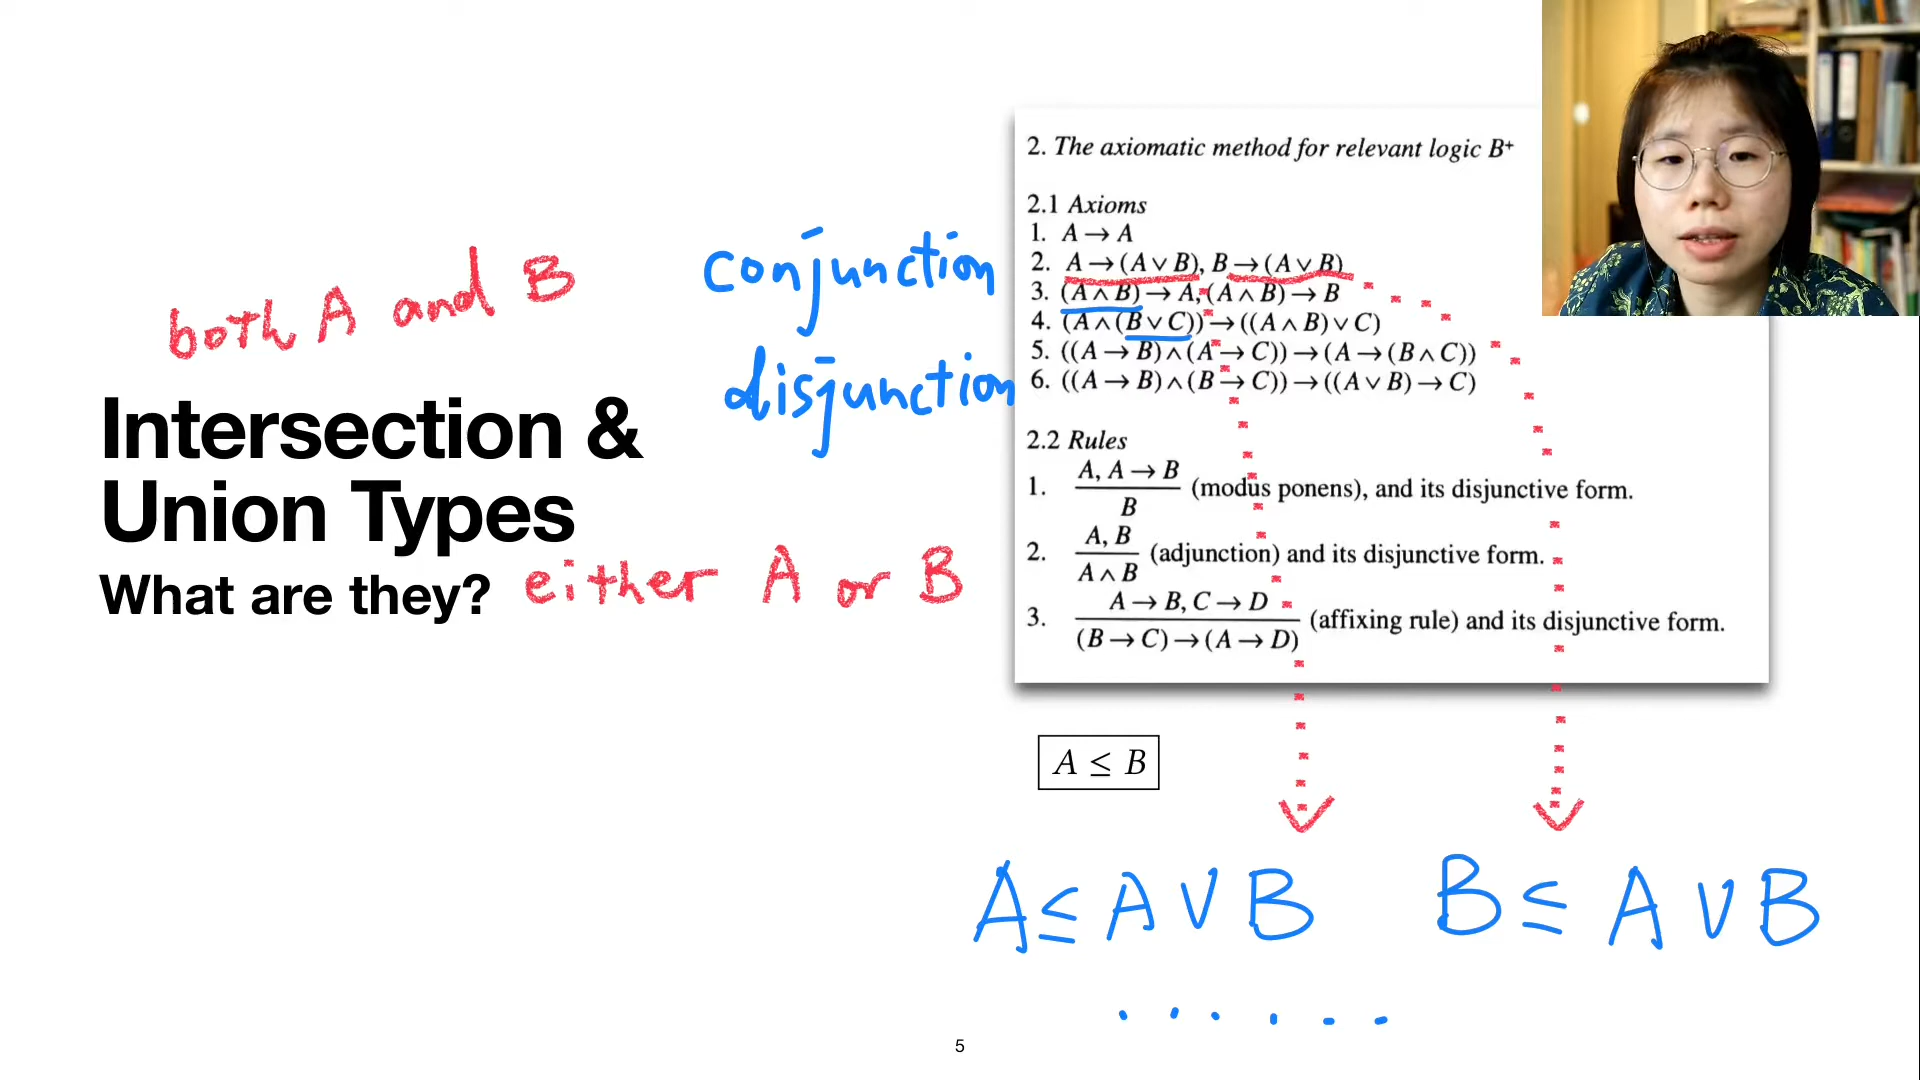 both A and B
Intersection &
Union Types
What are they?
either A or B
conjunction
disjunction
2. The axiomatic method for relevant logic B⁺
2.1 Axioms
1. A → A
2. A → (A ∨ B), B → (A ∨ B)
3. (A ∧ B) → A, (A ∧ B) → B
4. (A ∧ (B ∨ C)) → ((A ∧ B) ∨ C)
5. ((A → B) ∧ (A → C)) → (A → (B ∧ C))
6. ((A → B) ∧ (B → C)) → ((A ∨ B) → C)
2.2 Rules
A, A → B
1. (modus ponens), and its disjunctive form.
B
A, B
2. (adjunction) and its disjunctive form.
A ∧ B
A → B, C → D
3. (affixing rule) and its disjunctive form.
(B → C) → (A → D)
A ≤ B
A ≤ A ∨ B
B ≤ A ∨ B
......
5